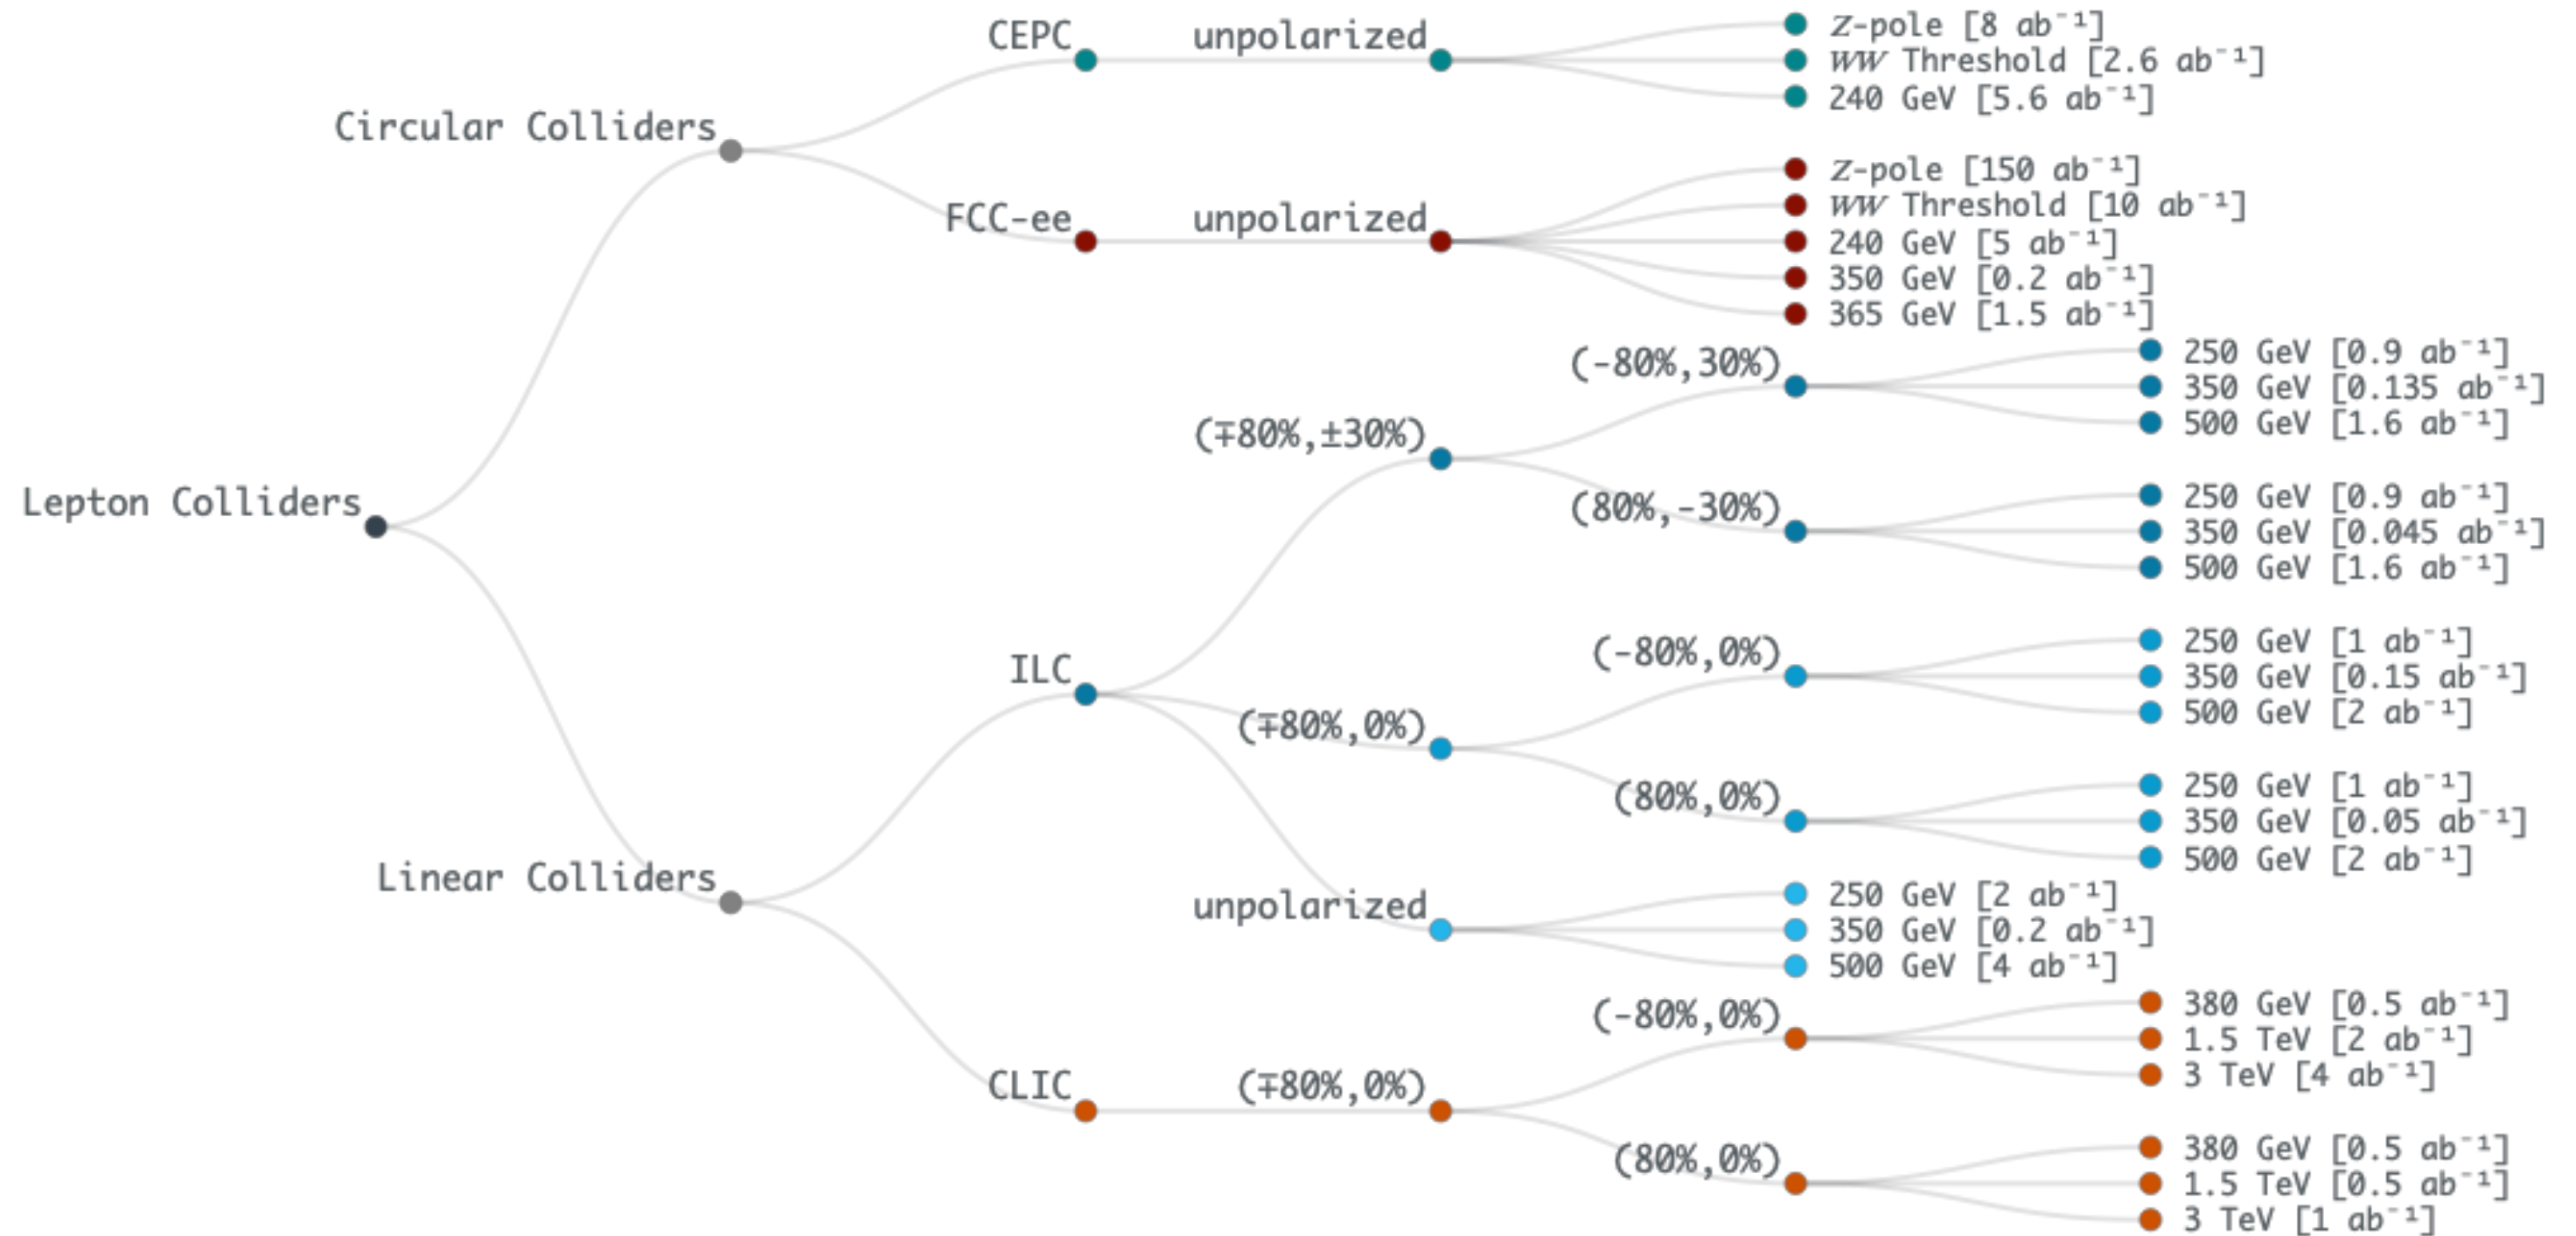 CEPC
unpolarized
Z-pole [8 ab⁻¹]
WW Threshold [2.6 ab⁻¹]
240 GeV [5.6 ab⁻¹]
Circular Colliders
FCC-ee
unpolarized
Z-pole [150 ab⁻¹]
WW Threshold [10 ab⁻¹]
240 GeV [5 ab⁻¹]
350 GeV [0.2 ab⁻¹]
365 GeV [1.5 ab⁻¹]
Lepton Colliders
(∓80%,±30%)
(-80%,30%)
250 GeV [0.9 ab⁻¹]
350 GeV [0.135 ab⁻¹]
500 GeV [1.6 ab⁻¹]
(80%,-30%)
250 GeV [0.9 ab⁻¹]
350 GeV [0.045 ab⁻¹]
500 GeV [1.6 ab⁻¹]
ILC
(∓80%,0%)
(-80%,0%)
250 GeV [1 ab⁻¹]
350 GeV [0.15 ab⁻¹]
500 GeV [2 ab⁻¹]
(80%,0%)
250 GeV [1 ab⁻¹]
350 GeV [0.05 ab⁻¹]
500 GeV [2 ab⁻¹]
Linear Colliders
unpolarized
250 GeV [2 ab⁻¹]
350 GeV [0.2 ab⁻¹]
500 GeV [4 ab⁻¹]
CLIC
(∓80%,0%)
(-80%,0%)
380 GeV [0.5 ab⁻¹]
1.5 TeV [2 ab⁻¹]
3 TeV [4 ab⁻¹]
(80%,0%)
380 GeV [0.5 ab⁻¹]
1.5 TeV [0.5 ab⁻¹]
3 TeV [1 ab⁻¹]